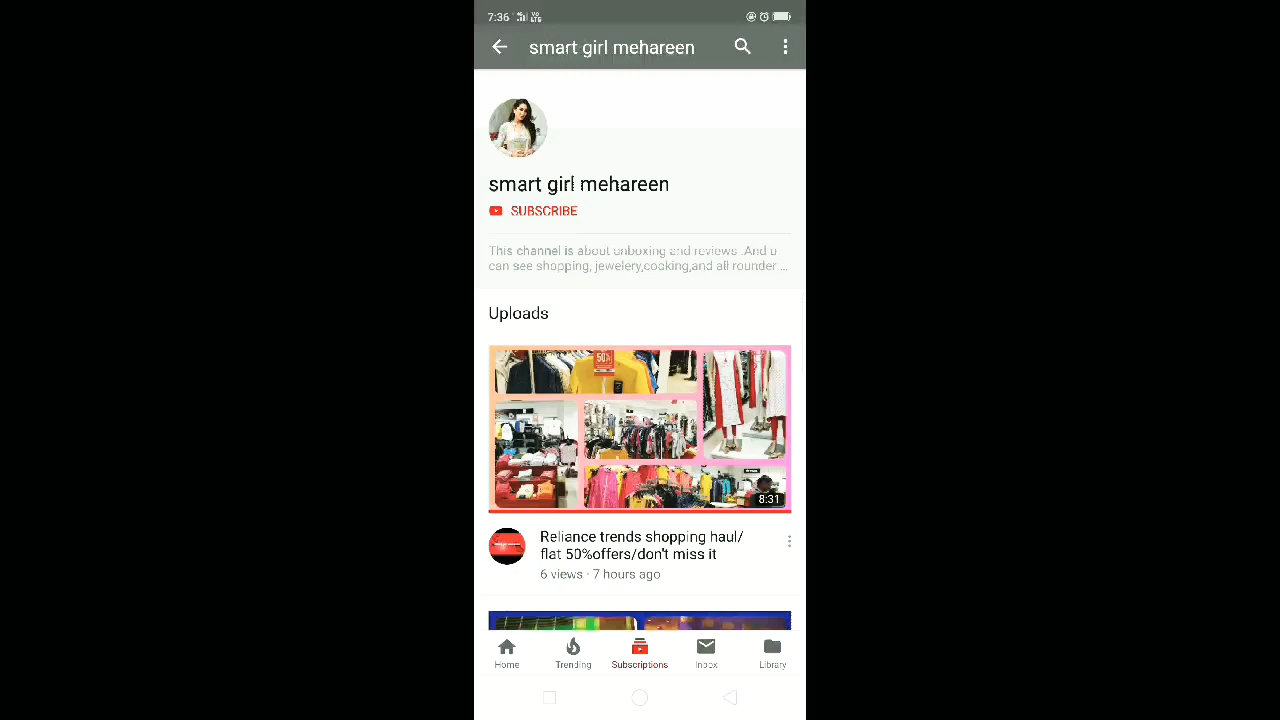 7:36
smart girl mehareen
smart girl mehareen
SUBSCRIBE
This channel is about unboxing and reviews .And u
can see shopping, jewelery,cooking,and all rounder ...
Uploads
50%
8:31
Reliance trends shopping haul/
flat 50%offers/don't miss it
6 views · 7 hours ago
Home
Trending
Subscriptions
Inbox
Library